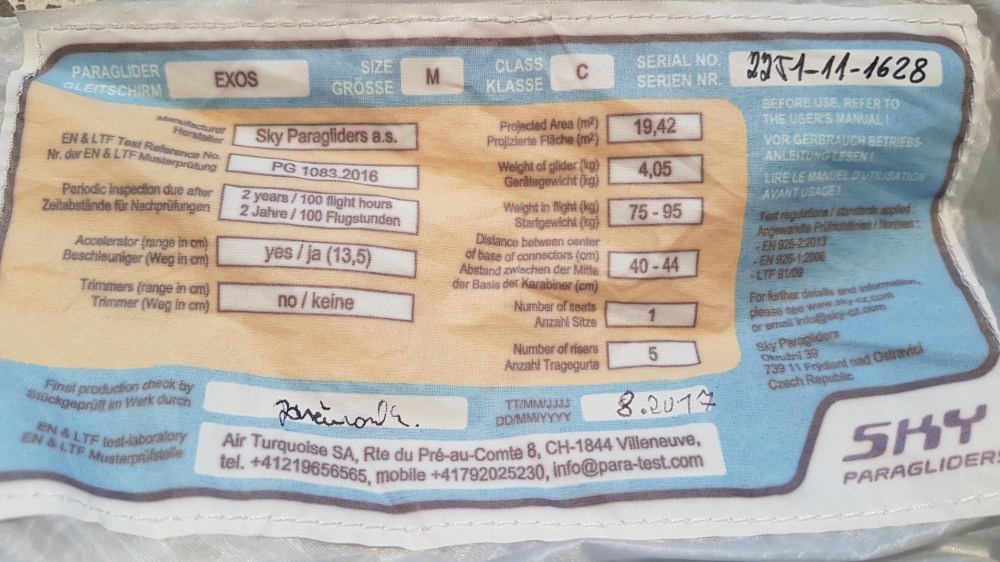 PARAGLIDER
GLEITSCHIRM
EXOS
SIZE
GRÖSSE
M
CLASS
KLASSE
C
SERIAL NO.
SERIEN NR.
22T1-11-1628
Manufacturer
Hersteller
Sky Paragliders a.s.
EN & LTF Test Reference No.
Nr. der EN & LTF Musterprüfung
PG 1083.2016
Periodic inspection due after
Zeitabstände für Nachprüfungen
2 years / 100 flight hours
2 Jahre / 100 Flugstunden
Accelerator (range in cm)
Beschleuniger (Weg in cm)
yes / ja (13,5)
Trimmers (range in cm)
Trimmer (Weg in cm)
no / keine
Projected Area (m²)
Projizierte Fläche (m²)
19,42
Weight of glider (kg)
Gerätegewicht (kg)
4,05
Weight in flight (kg)
Startgewicht (kg)
75 - 95
Distance between center
of base of connectors (cm)
Abstand zwischen der Mitte
der Basis der Karabiner (cm)
40 - 44
Number of seats
Anzahl Sitze
1
Number of risers
Anzahl Tragegurte
5
BEFORE USE, REFER TO
THE USER'S MANUAL!
VOR GERBRAUCH BETRIEBS-
ANLEITUNG LESEN!
LIRE LE MANUEL D'UTILISATION
AVANT USAGE!
Test regulations / standards applied:
Angewandte Prüfrichtlinien / Normen:
- EN 926-2:2013
- EN 926-1:2006
- LTF 91/09
For further details and information,
please see www.sky-cz.com
or email info@sky-cz.com
Sky Paragliders
Okružní 39
739 11 Frýdlant nad Ostravicí
Czech Republic
Final production check by
Stückgeprüft im Werk durch
TT/MM/JJJJ
DD/MM/YYYY
8.2017
EN & LTF test-laboratory
EN & LTF Musterprüfstelle
Air Turquoise SA, Rte du Pré-au-Comte 8, CH-1844 Villeneuve,
tel. +41219656565, mobile +41792025230, info@para-test.com
SKY
PARAGLIDERS